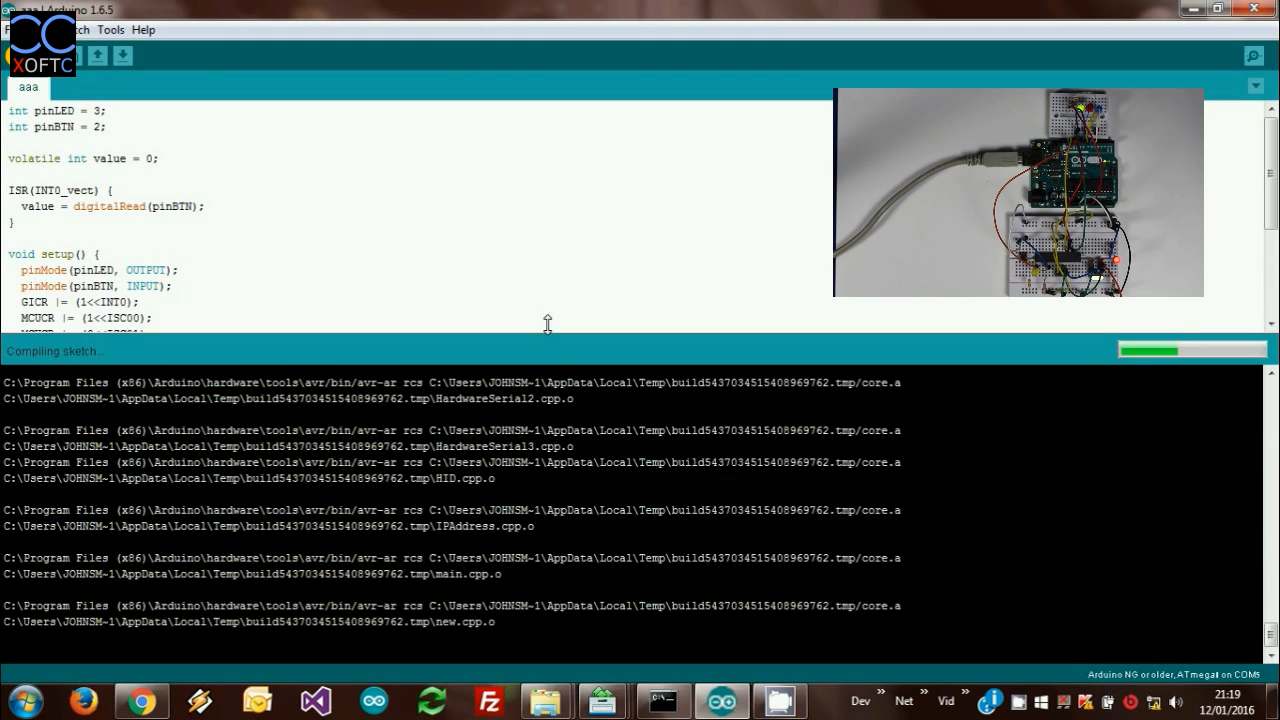 aaa | Arduino 1.6.5
Tools Help
XOFTC
aaa
int pinLED = 3;
int pinBTN = 2;
volatile int value = 0;
ISR(INT0_vect) {
value = digitalRead(pinBTN);
}
void setup() {
pinMode(pinLED, OUTPUT);
pinMode(pinBTN, INPUT);
GICR |= (1<<INT0);
MCUCR |= (1<<ISC00);
Compiling sketch...
C:\Program Files (x86)\Arduino\hardware\tools\avr/bin/avr-ar rcs C:\Users\JOHNSM~1\AppData\Local\Temp\build5437034515408969762.tmp/core.a
C:\Users\JOHNSM~1\AppData\Local\Temp\build5437034515408969762.tmp\HardwareSerial2.cpp.o
C:\Program Files (x86)\Arduino\hardware\tools\avr/bin/avr-ar rcs C:\Users\JOHNSM~1\AppData\Local\Temp\build5437034515408969762.tmp/core.a
C:\Users\JOHNSM~1\AppData\Local\Temp\build5437034515408969762.tmp\HardwareSerial3.cpp.o
C:\Program Files (x86)\Arduino\hardware\tools\avr/bin/avr-ar rcs C:\Users\JOHNSM~1\AppData\Local\Temp\build5437034515408969762.tmp/core.a
C:\Users\JOHNSM~1\AppData\Local\Temp\build5437034515408969762.tmp\HID.cpp.o
C:\Program Files (x86)\Arduino\hardware\tools\avr/bin/avr-ar rcs C:\Users\JOHNSM~1\AppData\Local\Temp\build5437034515408969762.tmp/core.a
C:\Users\JOHNSM~1\AppData\Local\Temp\build5437034515408969762.tmp\IPAddress.cpp.o
C:\Program Files (x86)\Arduino\hardware\tools\avr/bin/avr-ar rcs C:\Users\JOHNSM~1\AppData\Local\Temp\build5437034515408969762.tmp/core.a
C:\Users\JOHNSM~1\AppData\Local\Temp\build5437034515408969762.tmp\main.cpp.o
C:\Program Files (x86)\Arduino\hardware\tools\avr/bin/avr-ar rcs C:\Users\JOHNSM~1\AppData\Local\Temp\build5437034515408969762.tmp/core.a
C:\Users\JOHNSM~1\AppData\Local\Temp\build5437034515408969762.tmp\new.cpp.o
Arduino NG or older, ATmega8 on COM5
Dev » Net » Vid »
21:19
12/01/2016